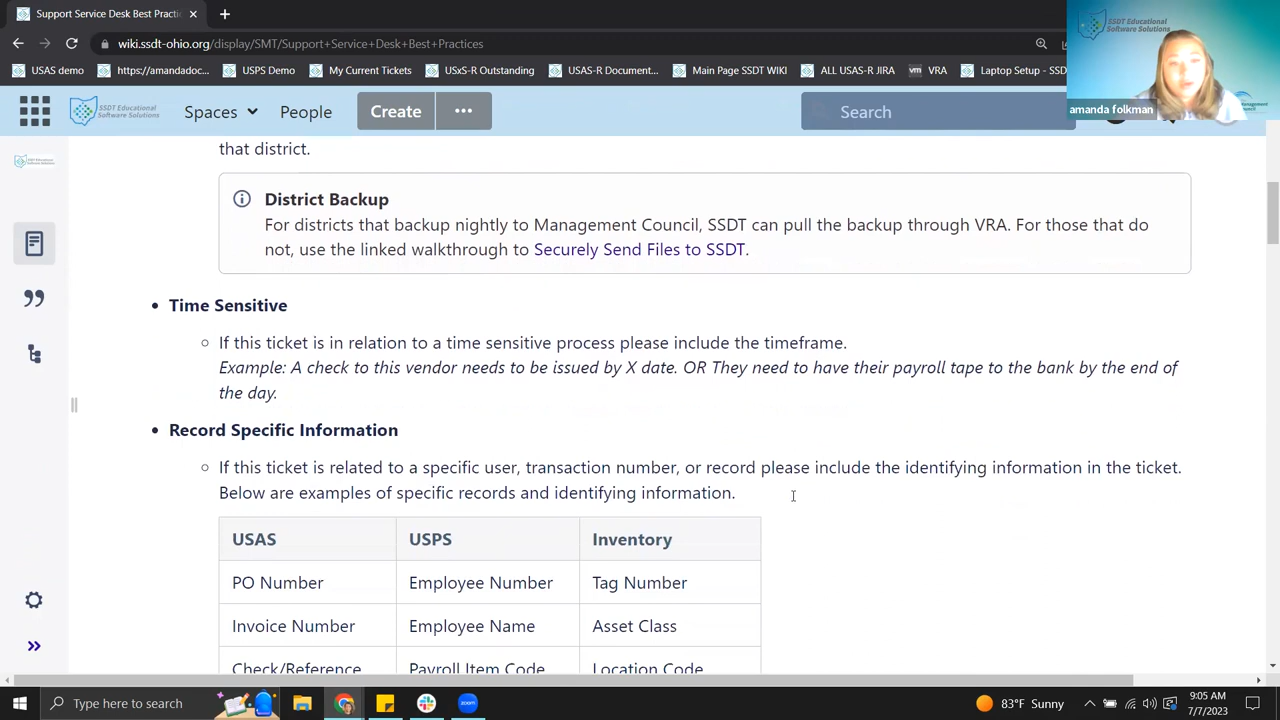 Support Service Desk Best Practic
wiki.ssdt-ohio.org/display/SMT/Support+Service+Desk+Best+Practices
USAS demo
https://amandadoc...
USPS Demo
My Current Tickets
USxS-R Outstanding
USAS-R Document...
Main Page SSDT WIKI
ALL USAS-R JIRA
vm
VRA
Laptop Setup - SSD
SSDT Educational
Software Solutions
amanda folkman
SSDT Educational
Software Solutions
Spaces
People
Create
Search
that district.
District Backup
For districts that backup nightly to Management Council, SSDT can pull the backup through VRA. For those that do
not, use the linked walkthrough to Securely Send Files to SSDT.
Time Sensitive
If this ticket is in relation to a time sensitive process please include the timeframe.
Example: A check to this vendor needs to be issued by X date. OR They need to have their payroll tape to the bank by the end of
the day.
Record Specific Information
If this ticket is related to a specific user, transaction number, or record please include the identifying information in the ticket.
Below are examples of specific records and identifying information.
USAS USPS Inventory
PO Number Employee Number Tag Number
Invoice Number Employee Name Asset Class
Check/Reference Payroll Item Code Location Code
Type here to search
83°F Sunny
zoom
9:05 AM
7/7/2023